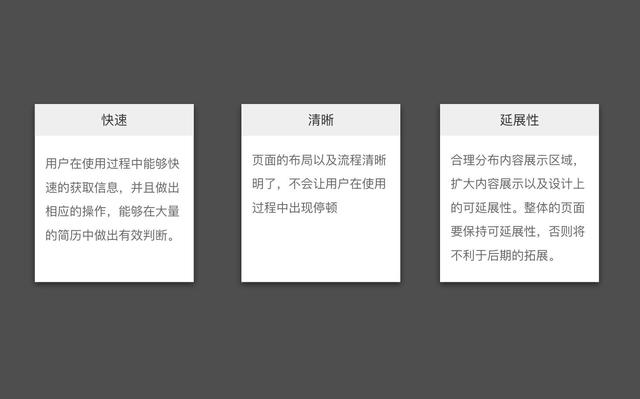 快速
用户在使用过程中能够快
速的获取信息，并且做出
相应的操作，能够在大量
的简历中做出有效判断。
清晰
页面的布局以及流程清晰
明了，不会让用户在使用
过程中出现停顿
延展性
合理分布内容展示区域，
扩大内容展示以及设计上
的可延展性。整体的页面
要保持可延展性，否则将
不利于后期的拓展。